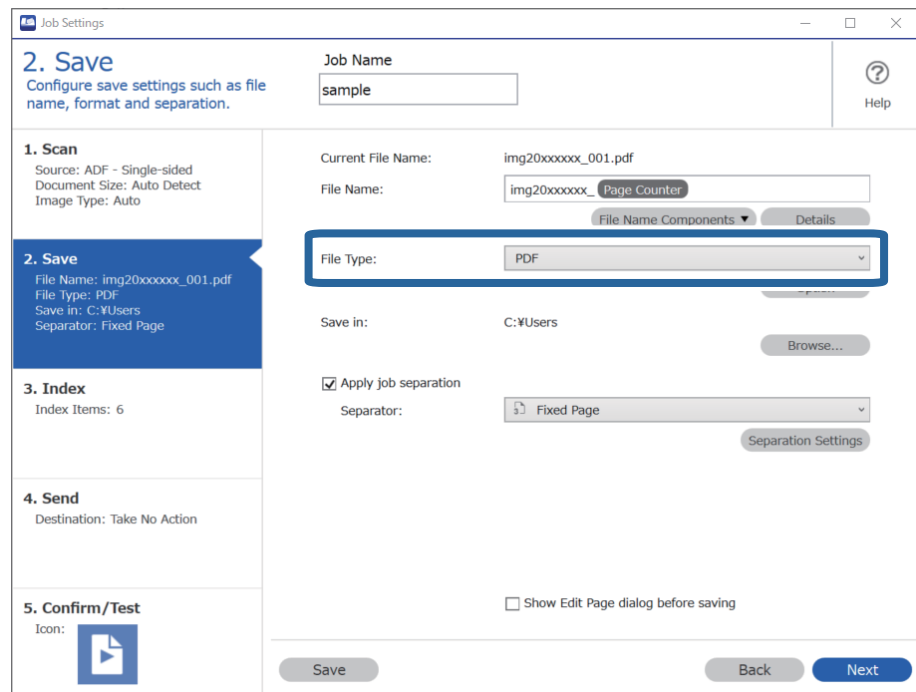 Job Settings
2. Save
Configure save settings such as file
name, format and separation.
Job Name
sample
Help
1. Scan
Source: ADF - Single-sided
Document Size: Auto Detect
Image Type: Auto
2. Save
File Name: img20xxxxxx_001.pdf
File Type: PDF
Save in: C:¥Users
Separator: Fixed Page
3. Index
Index Items: 6
4. Send
Destination: Take No Action
5. Confirm/Test
Icon:
Current File Name: img20xxxxxx_001.pdf
File Name: img20xxxxxx_ Page Counter
File Name Components ▼ Details
File Type: PDF
Save in: C:¥Users
Browse...
Apply job separation
Separator: Fixed Page
Separation Settings
Show Edit Page dialog before saving
Save Back Next